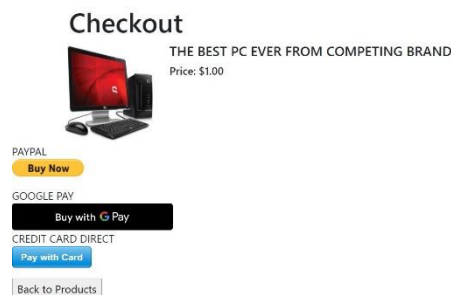 Checkout
THE BEST PC EVER FROM COMPETING BRAND
Price: $1.00
PAYPAL
Buy Now
GOOGLE PAY
Buy with G Pay
CREDIT CARD DIRECT
Pay with Card
Back to Products